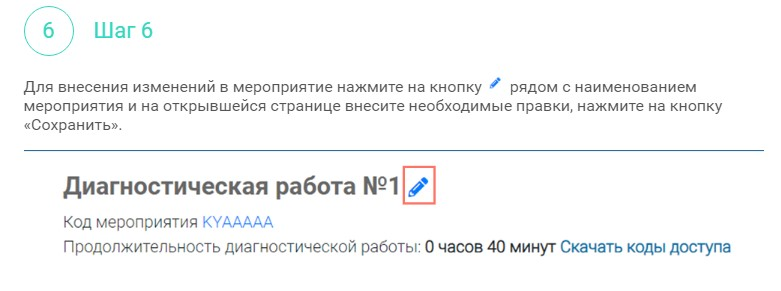 6 Шаг 6
Для внесения изменений в мероприятие нажмите на кнопку рядом с наименованием
мероприятия и на открывшейся странице внесите необходимые правки, нажмите на кнопку
«Сохранить».
Диагностическая работа №1
Код мероприятия KYAAAAA
Продолжительность диагностической работы: 0 часов 40 минут Скачать коды доступа